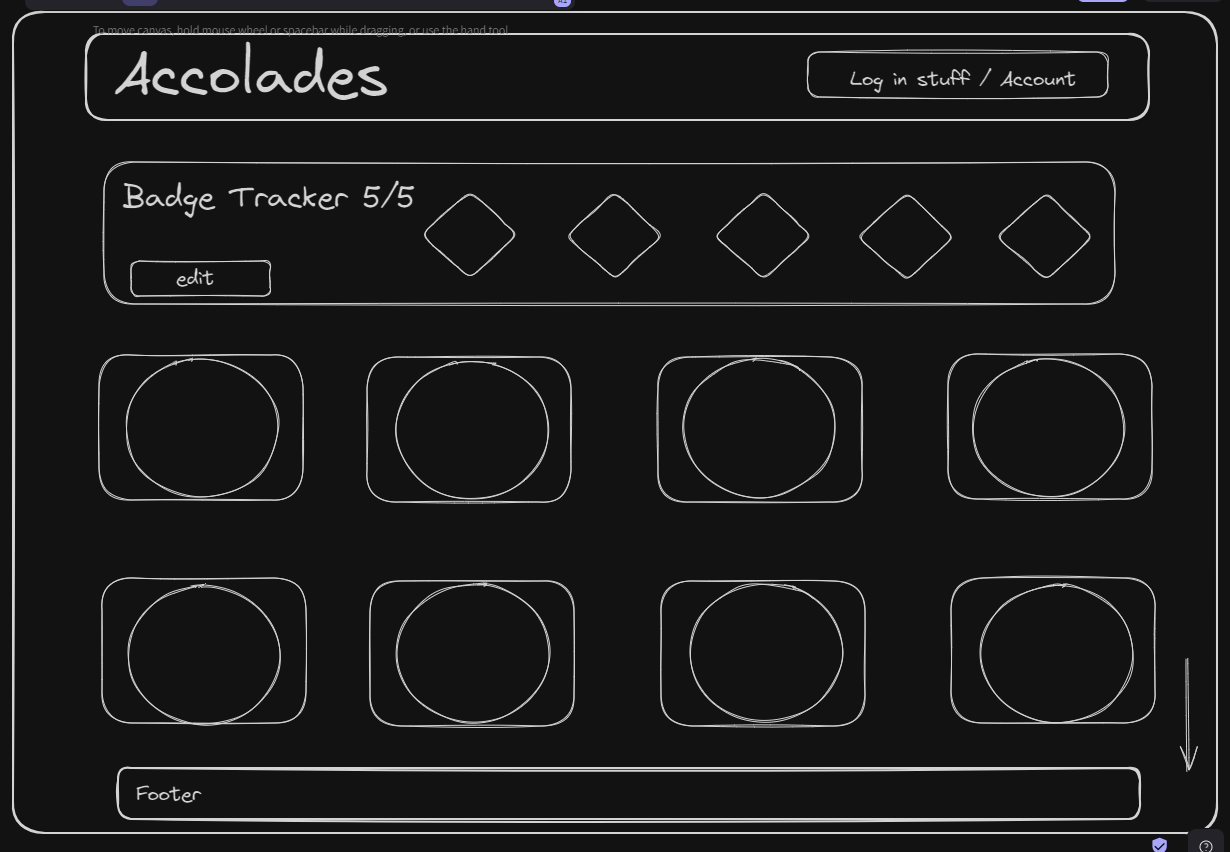 To move canvas, hold mouse wheel or spacebar while dragging, or use the hand tool
Accolades
Log in stuff / Account
Badge Tracker 5/5
edit
Footer